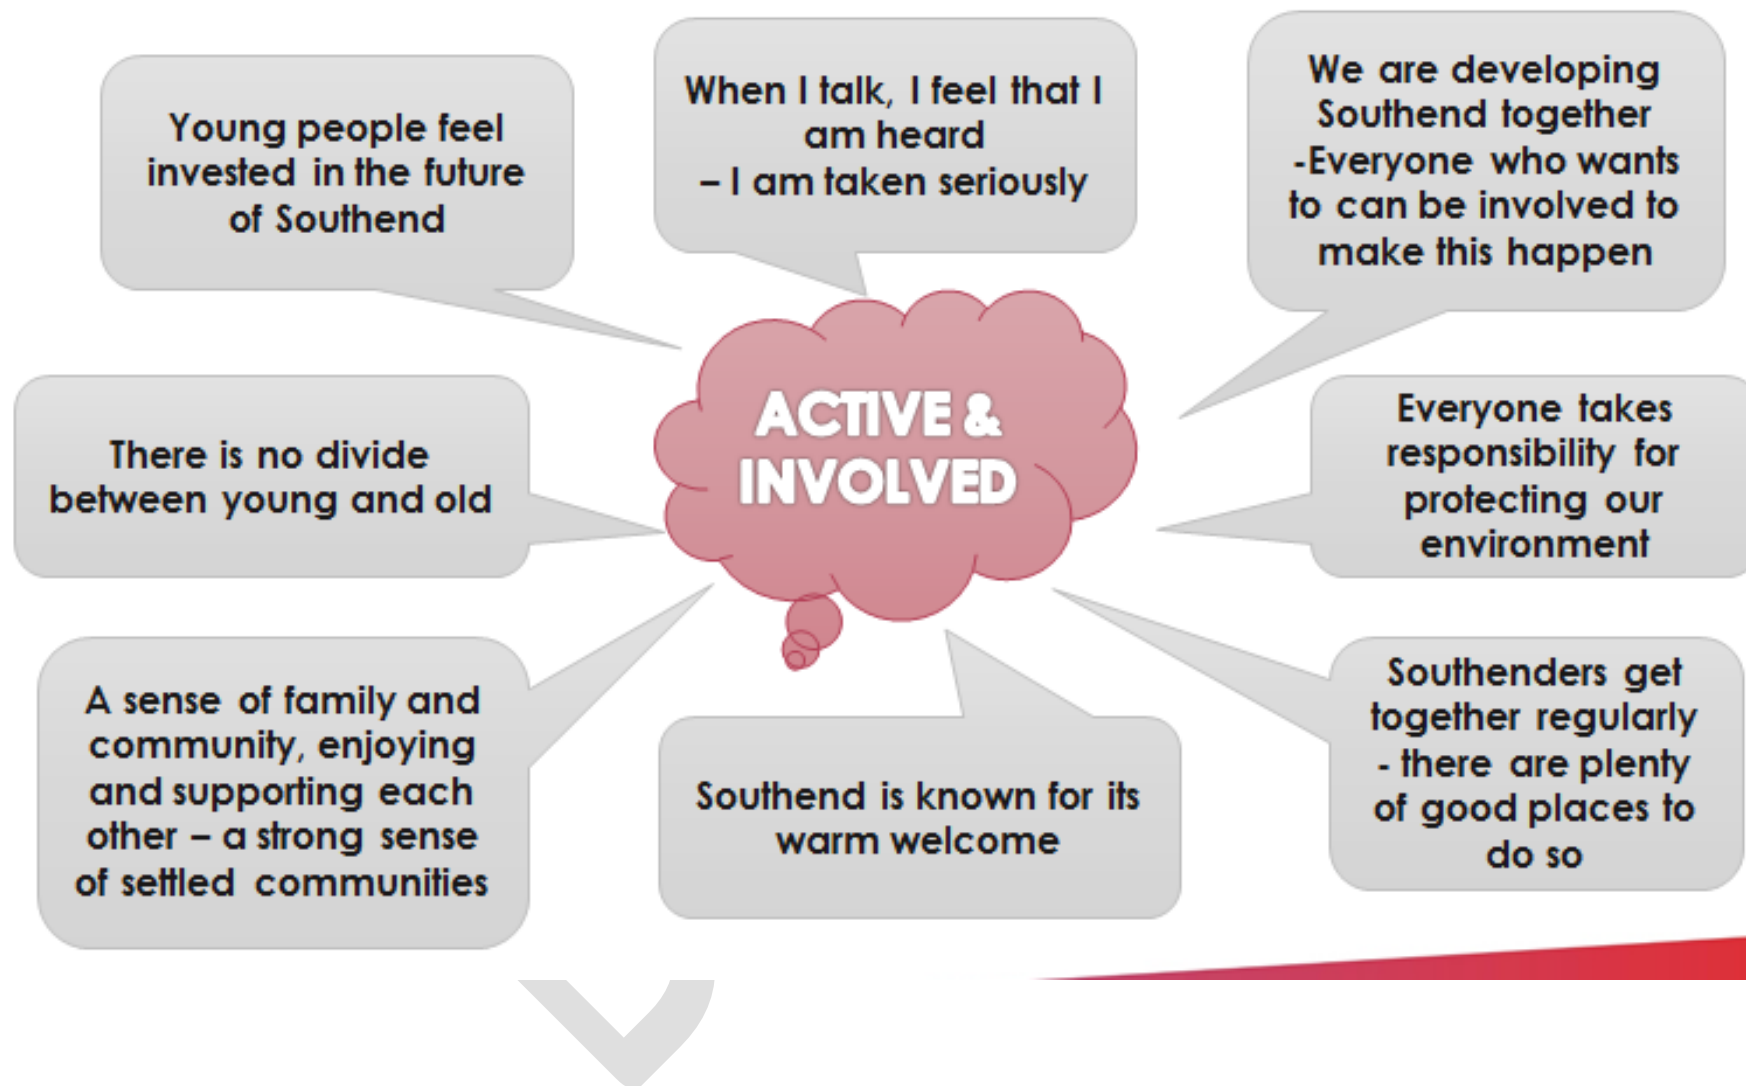 Young people feel
invested in the future
of Southend
When I talk, I feel that I
am heard
– I am taken seriously
We are developing
Southend together
-Everyone who wants
to can be involved to
make this happen
There is no divide
between young and old
ACTIVE &
INVOLVED
Everyone takes
responsibility for
protecting our
environment
A sense of family and
community, enjoying
and supporting each
other – a strong sense
of settled communities
Southend is known for its
warm welcome
Southenders get
together regularly
- there are plenty
of good places to
do so